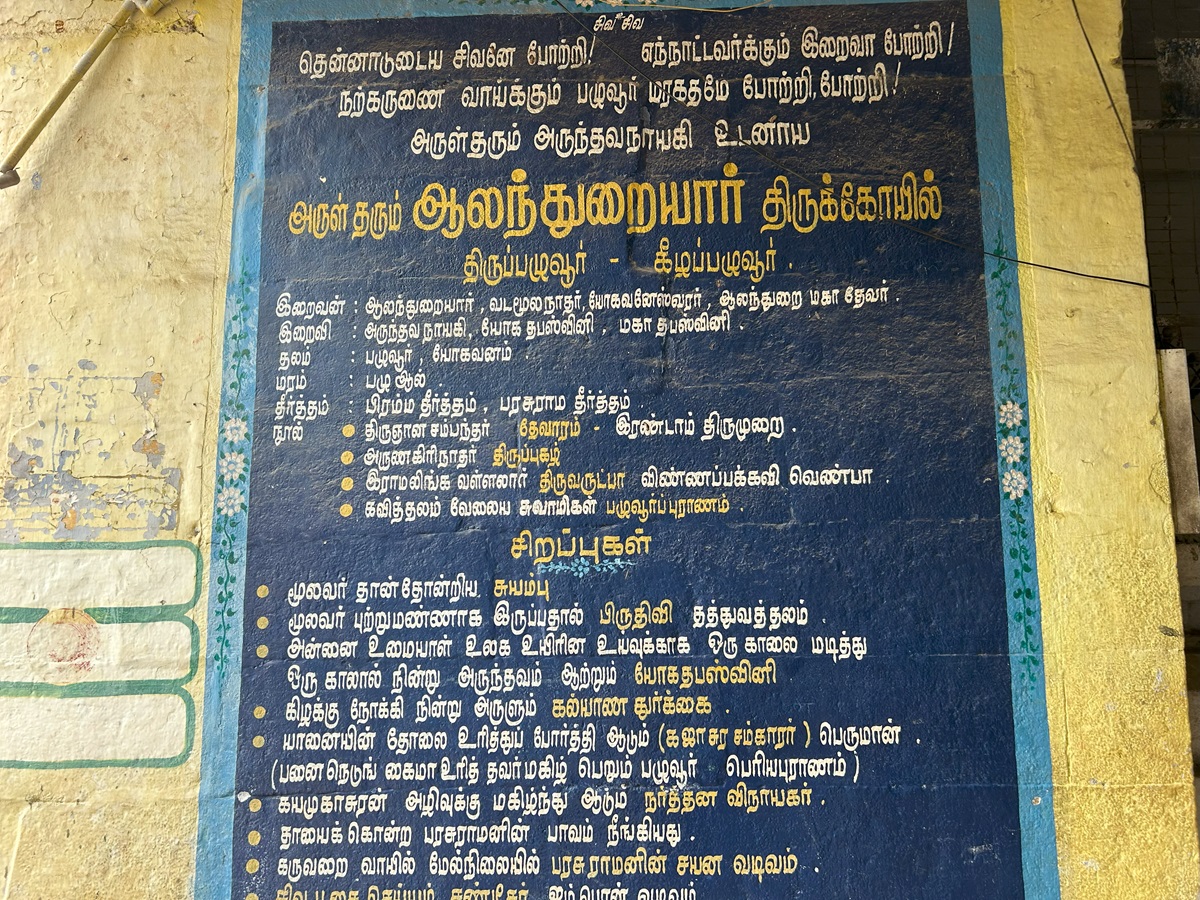 சிவ சிவ
தென்னாடுடைய சிவனே போற்றி! எந்நாட்டவர்க்கும் இறைவா போற்றி!
நற்கருணை வாய்க்கும் பழுவூர் மரகதமே போற்றி, போற்றி!
அருள்தரும் அருந்தவநாயகி உடனாய
அருள் தரும் ஆலந்துறையார் திருக்கோயில்
திருப்பழுவூர் - கீழப்பழுவூர் .
இறைவன் : ஆலந்துறையார் , வடமூலநாதர், யோகவனேஸ்வரர் , ஆலந்துறை மகா தேவர் .
இறைவி : அருந்தவ நாயகி, யோக தபஸ்வினி , மகா தபஸ்வினி .
தலம் : பழுவூர் , யோகவனம் .
மரம் : பழு ஆல் .
தீர்த்தம் : பிரம்ம தீர்த்தம் , பரசுராம தீர்த்தம்
நூல் ● திருஞான சம்பந்தர் தேவாரம் - இரண்டாம் திருமுறை .
● அருணகிரிநாதர் திருப்புகழ்
● இராமலிங்க வள்ளலார் திருவருட்பா விண்ணப்பக்கவி வெண்பா .
● கவித்தலம் வேலைய சுவாமிகள் பழுவூர்ப்புராணம் .
சிறப்புகள்
● மூலவர் தான்தோன்றிய சுயம்பு
● மூலவர் புற்றுமண்ணாக இருப்பதால் பிருதிவி தத்துவத்தலம் .
● அன்னை உமையாள் உலக உயிரின உய்வுக்காக ஒரு காலை மடித்து
ஒரு காலால் நின்று அருந்தவம் ஆற்றும் யோகதபஸ்வினி
● கிழக்கு நோக்கி நின்று அருளும் கல்யாண துர்க்கை .
● யானையின் தோலை உரித்துப் போர்த்தி ஆடும் (கஜாசுர சம்காரர் ) பெருமான் .
(பனைநெடுங் கைமா உரித் தவர்மகிழ் பெறும் பழுவூர் பெரியபுராணம் )
● கயமுகாசுரன் அழிவுக்கு மகிழ்ந்து ஆடும் நர்த்தன விநாயகர் .
● தாயைக் கொன்ற பரசுராமனின் பாவம் நீங்கியது .
● கருவறை வாயில் மேல்நிலையில் பரசுராமனின் சயன வடிவம் .